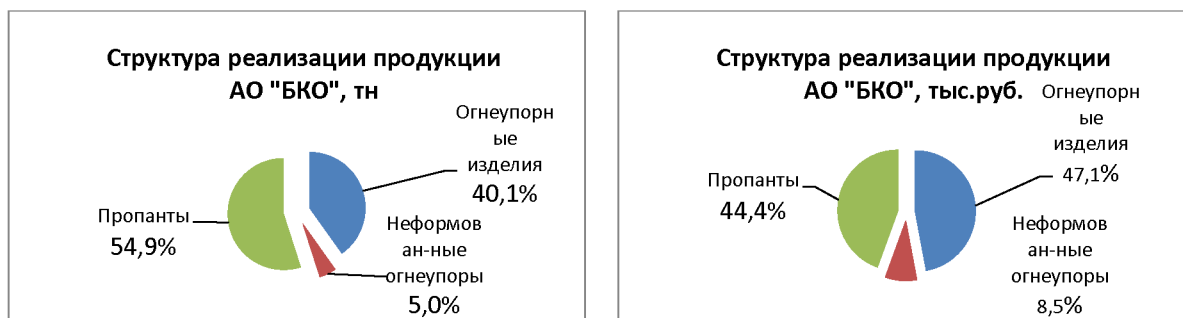 Структура реализации продукции
АО "БКО", тн
Огнеупорн
ые
изделия
40,1%
Пропанты
54,9%
Неформов
ан-ные
огнеупоры
5,0%
Структура реализации продукции
АО "БКО", тыс.руб.
Огнеупорн
ые
изделия
47,1%
Пропанты
44,4%
Неформов
ан-ные
огнеупоры
8,5%